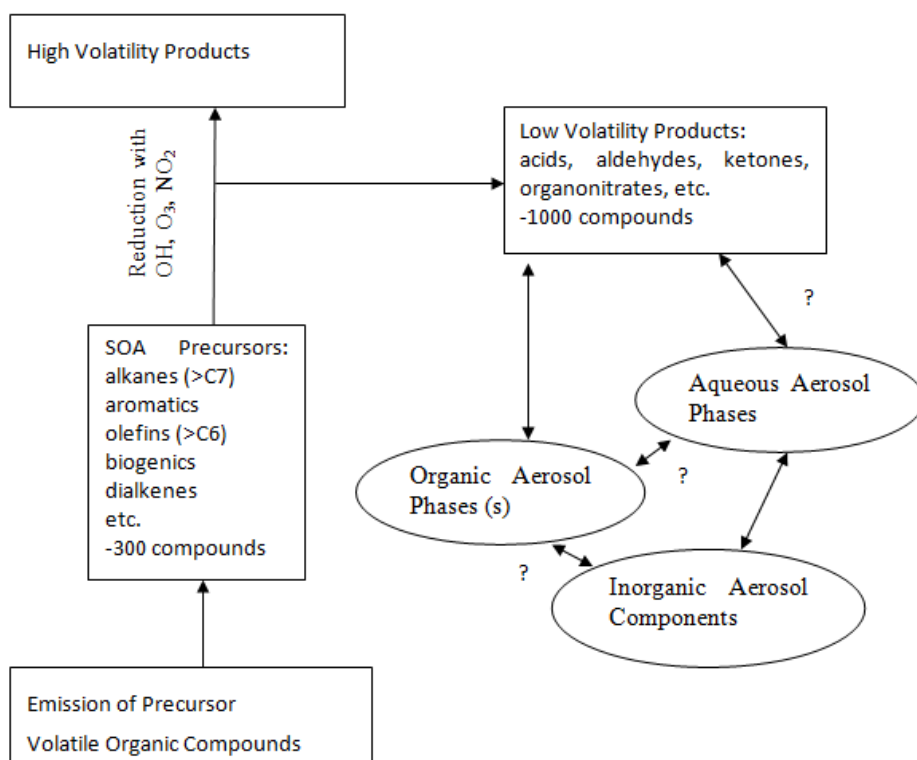 High Volatility Products
Reduction with
OH, O₃, NO₂
Low Volatility Products:
acids, aldehydes, ketones,
organonitrates, etc.
-1000 compounds
?
SOA Precursors:
alkanes (>C7)
aromatics
olefins (>C6)
biogenics
dialkenes
etc.
-300 compounds
Aqueous Aerosol
Phases
?
Organic Aerosol
Phases (s)
?
Inorganic Aerosol
Components
Emission of Precursor
Volatile Organic Compounds